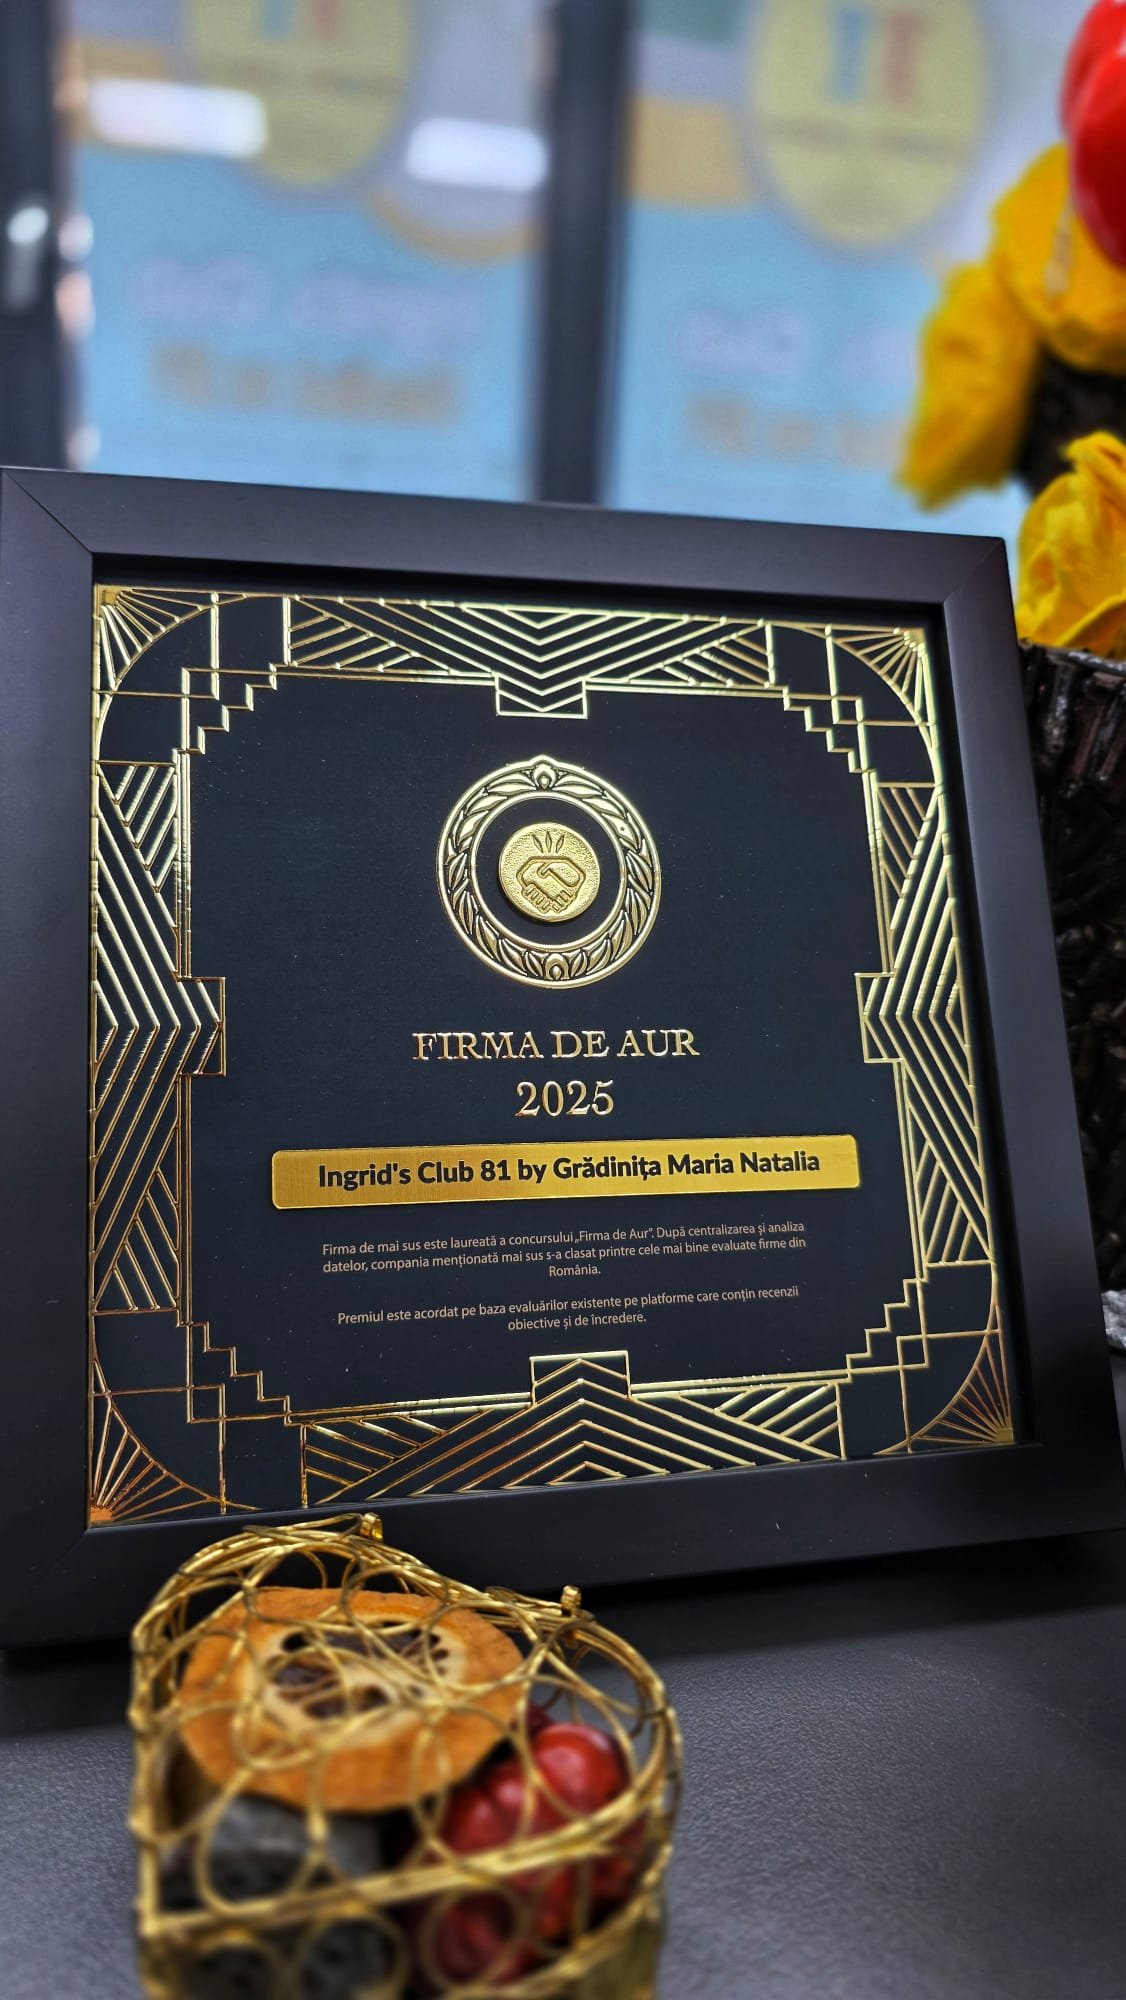 FIRMA DE AUR
2025
Ingrid's Club 81 by Grădinița Maria Natalia
Firma de mai sus este laureată a concursului „Firma de Aur”. După centralizarea și analiza
datelor, compania menționată mai sus s-a clasat printre cele mai bine evaluate firme din
România.
Premiul este acordat pe baza evaluărilor existente pe platforme care conțin recenzii
obiective și de încredere.